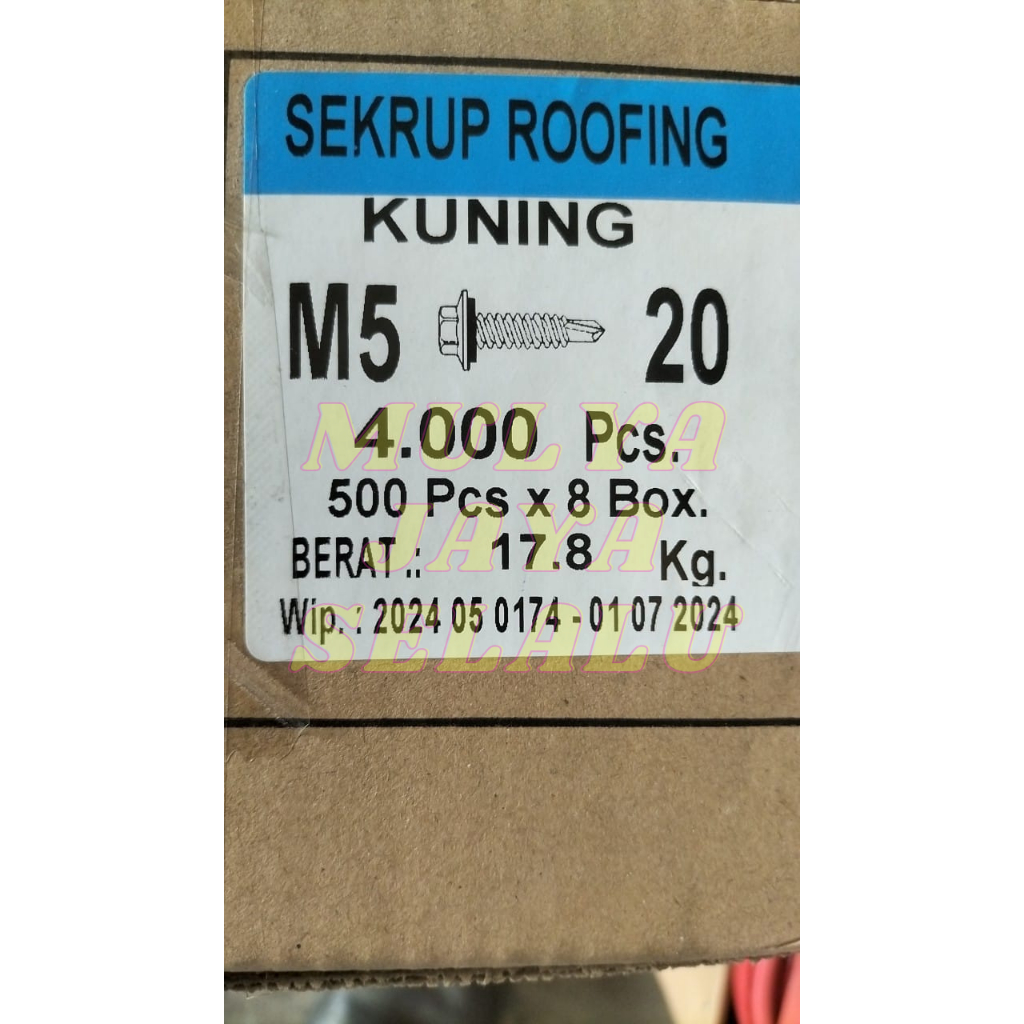 SEKRUP ROOFING
KUNING
M5 20
4.000 Pcs.
500 Pcs x 8 Box.
BERAT .: 17.8 Kg.
Wip. : 2024 05 0174 - 01 07 2024
MULYA
JAYA
SELALU